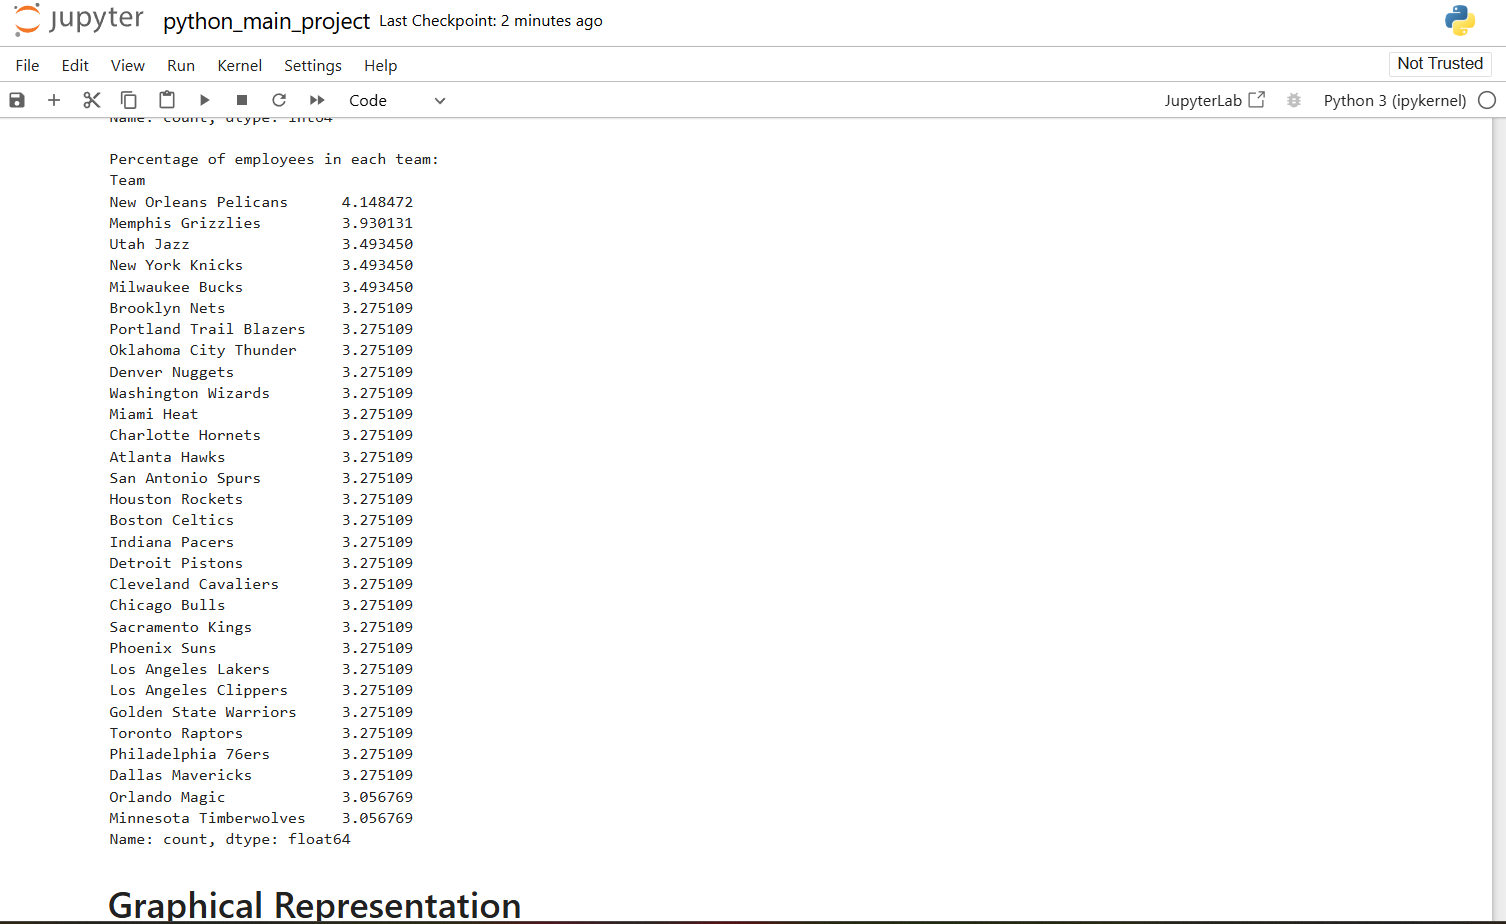 jupyter python_main_project Last Checkpoint: 2 minutes ago
File Edit View Run Kernel Settings Help Not Trusted
Code JupyterLab Python 3 (ipykernel)
Name: count, dtype: int64
Percentage of employees in each team:
Team
New Orleans Pelicans 4.148472
Memphis Grizzlies 3.930131
Utah Jazz 3.493450
New York Knicks 3.493450
Milwaukee Bucks 3.493450
Brooklyn Nets 3.275109
Portland Trail Blazers 3.275109
Oklahoma City Thunder 3.275109
Denver Nuggets 3.275109
Washington Wizards 3.275109
Miami Heat 3.275109
Charlotte Hornets 3.275109
Atlanta Hawks 3.275109
San Antonio Spurs 3.275109
Houston Rockets 3.275109
Boston Celtics 3.275109
Indiana Pacers 3.275109
Detroit Pistons 3.275109
Cleveland Cavaliers 3.275109
Chicago Bulls 3.275109
Sacramento Kings 3.275109
Phoenix Suns 3.275109
Los Angeles Lakers 3.275109
Los Angeles Clippers 3.275109
Golden State Warriors 3.275109
Toronto Raptors 3.275109
Philadelphia 76ers 3.275109
Dallas Mavericks 3.275109
Orlando Magic 3.056769
Minnesota Timberwolves 3.056769
Name: count, dtype: float64
Graphical Representation